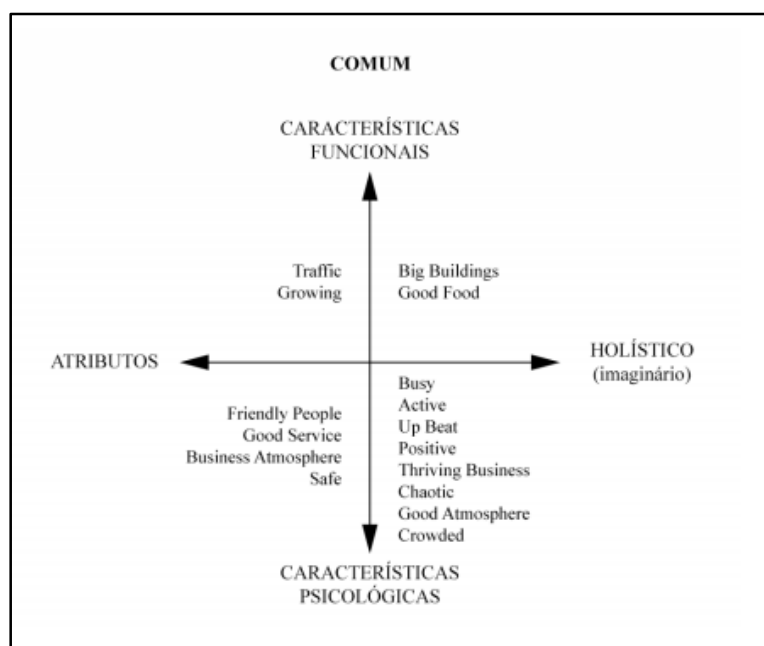 COMUM
CARACTERÍSTICAS
FUNCIONAIS
Traffic
Growing
Big Buildings
Good Food
ATRIBUTOS
HOLÍSTICO
(imaginário)
Friendly People
Good Service
Business Atmosphere
Safe
Busy
Active
Up Beat
Positive
Thriving Business
Chaotic
Good Atmosphere
Crowded
CARACTERÍSTICAS
PSICOLÓGICAS